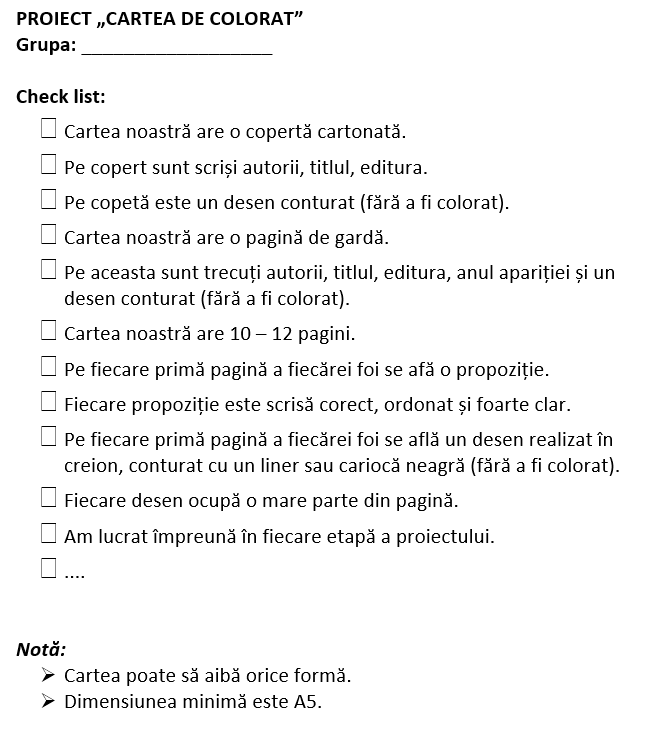 PROIECT „CARTEA DE COLORAT”
Grupa: ___________________
Check list:
Cartea noastră are o copertă cartonată.
Pe copert sunt scriși autorii, titlul, editura.
Pe copetă este un desen conturat (fără a fi colorat).
Cartea noastră are o pagină de gardă.
Pe aceasta sunt trecuți autorii, titlul, editura, anul apariției și un
desen conturat (fără a fi colorat).
Cartea noastră are 10 – 12 pagini.
Pe fiecare primă pagină a fiecărei foi se afă o propoziție.
Fiecare propoziție este scrisă corect, ordonat și foarte clar.
Pe fiecare primă pagină a fiecărei foi se află un desen realizat în
creion, conturat cu un liner sau cariocă neagră (fără a fi colorat).
Fiecare desen ocupă o mare parte din pagină.
Am lucrat împreună în fiecare etapă a proiectului.
....
Notă:
Cartea poate să aibă orice formă.
Dimensiunea minimă este A5.